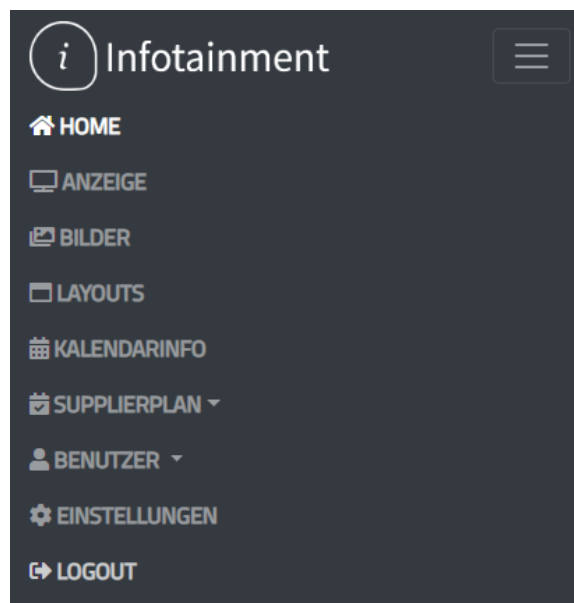 i Infotainment
HOME
ANZEIGE
BILDER
LAYOUTS
KALENDARINFO
SUPPLIERPLAN
BENUTZER
EINSTELLUNGEN
LOGOUT